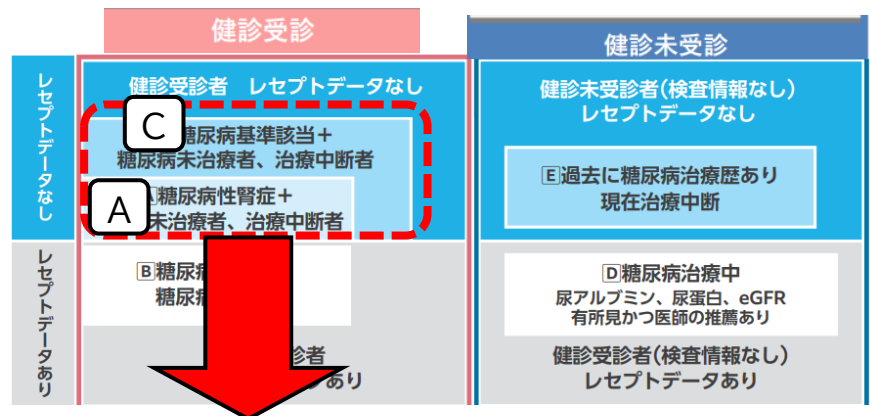 健診受診
健診未受診
レセプトデータなし
健診受診者 レセプトデータなし
C
糖尿病基準該当+
糖尿病未治療者、治療中断者
A
糖尿病性腎症+
未治療者、治療中断者
健診未受診者(検査情報なし)
レセプトデータなし
E過去に糖尿病治療歴あり
現在治療中断
レセプトデータあり
B糖尿
糖尿
診者
あり
D糖尿病治療中
尿アルブミン、尿蛋白、eGFR
有所見かつ医師の推薦あり
健診受診者(検査情報なし)
レセプトデータあり